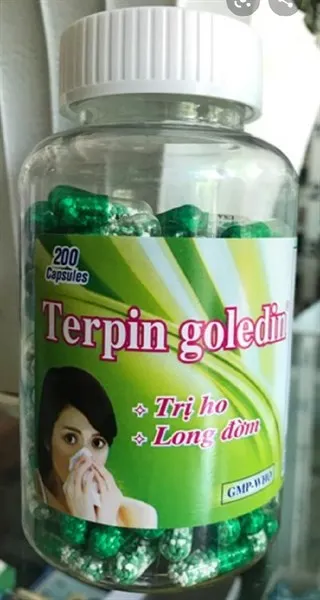 200
Capsules
Terpin goledin
Trị ho
Long đờm
GMP-WHO